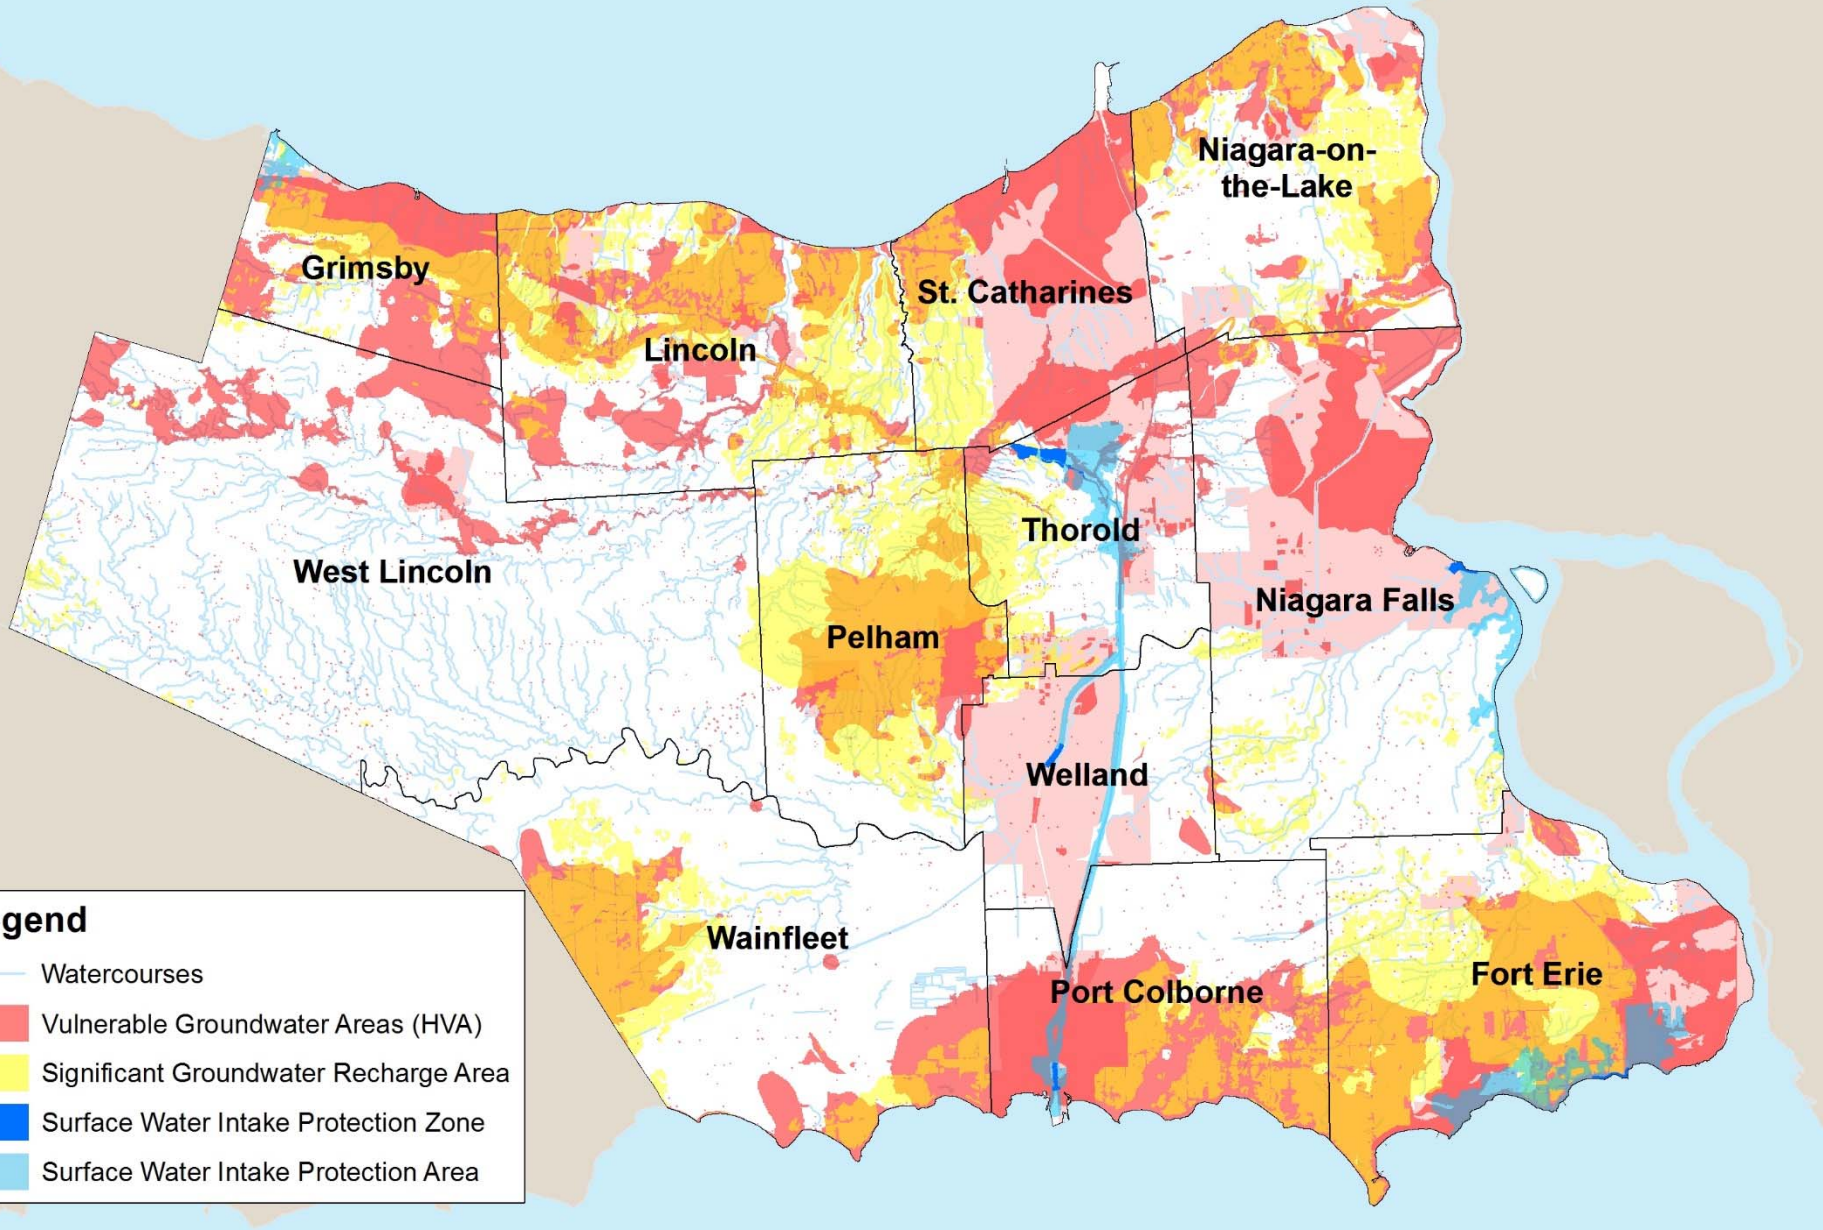 Niagara-on-
the-Lake
Grimsby
St. Catharines
Lincoln
Thorold
West Lincoln
Niagara Falls
Pelham
Welland
Wainfleet
Fort Erie
Port Colborne
gend
Watercourses
Vulnerable Groundwater Areas (HVA)
Significant Groundwater Recharge Area
Surface Water Intake Protection Zone
Surface Water Intake Protection Area